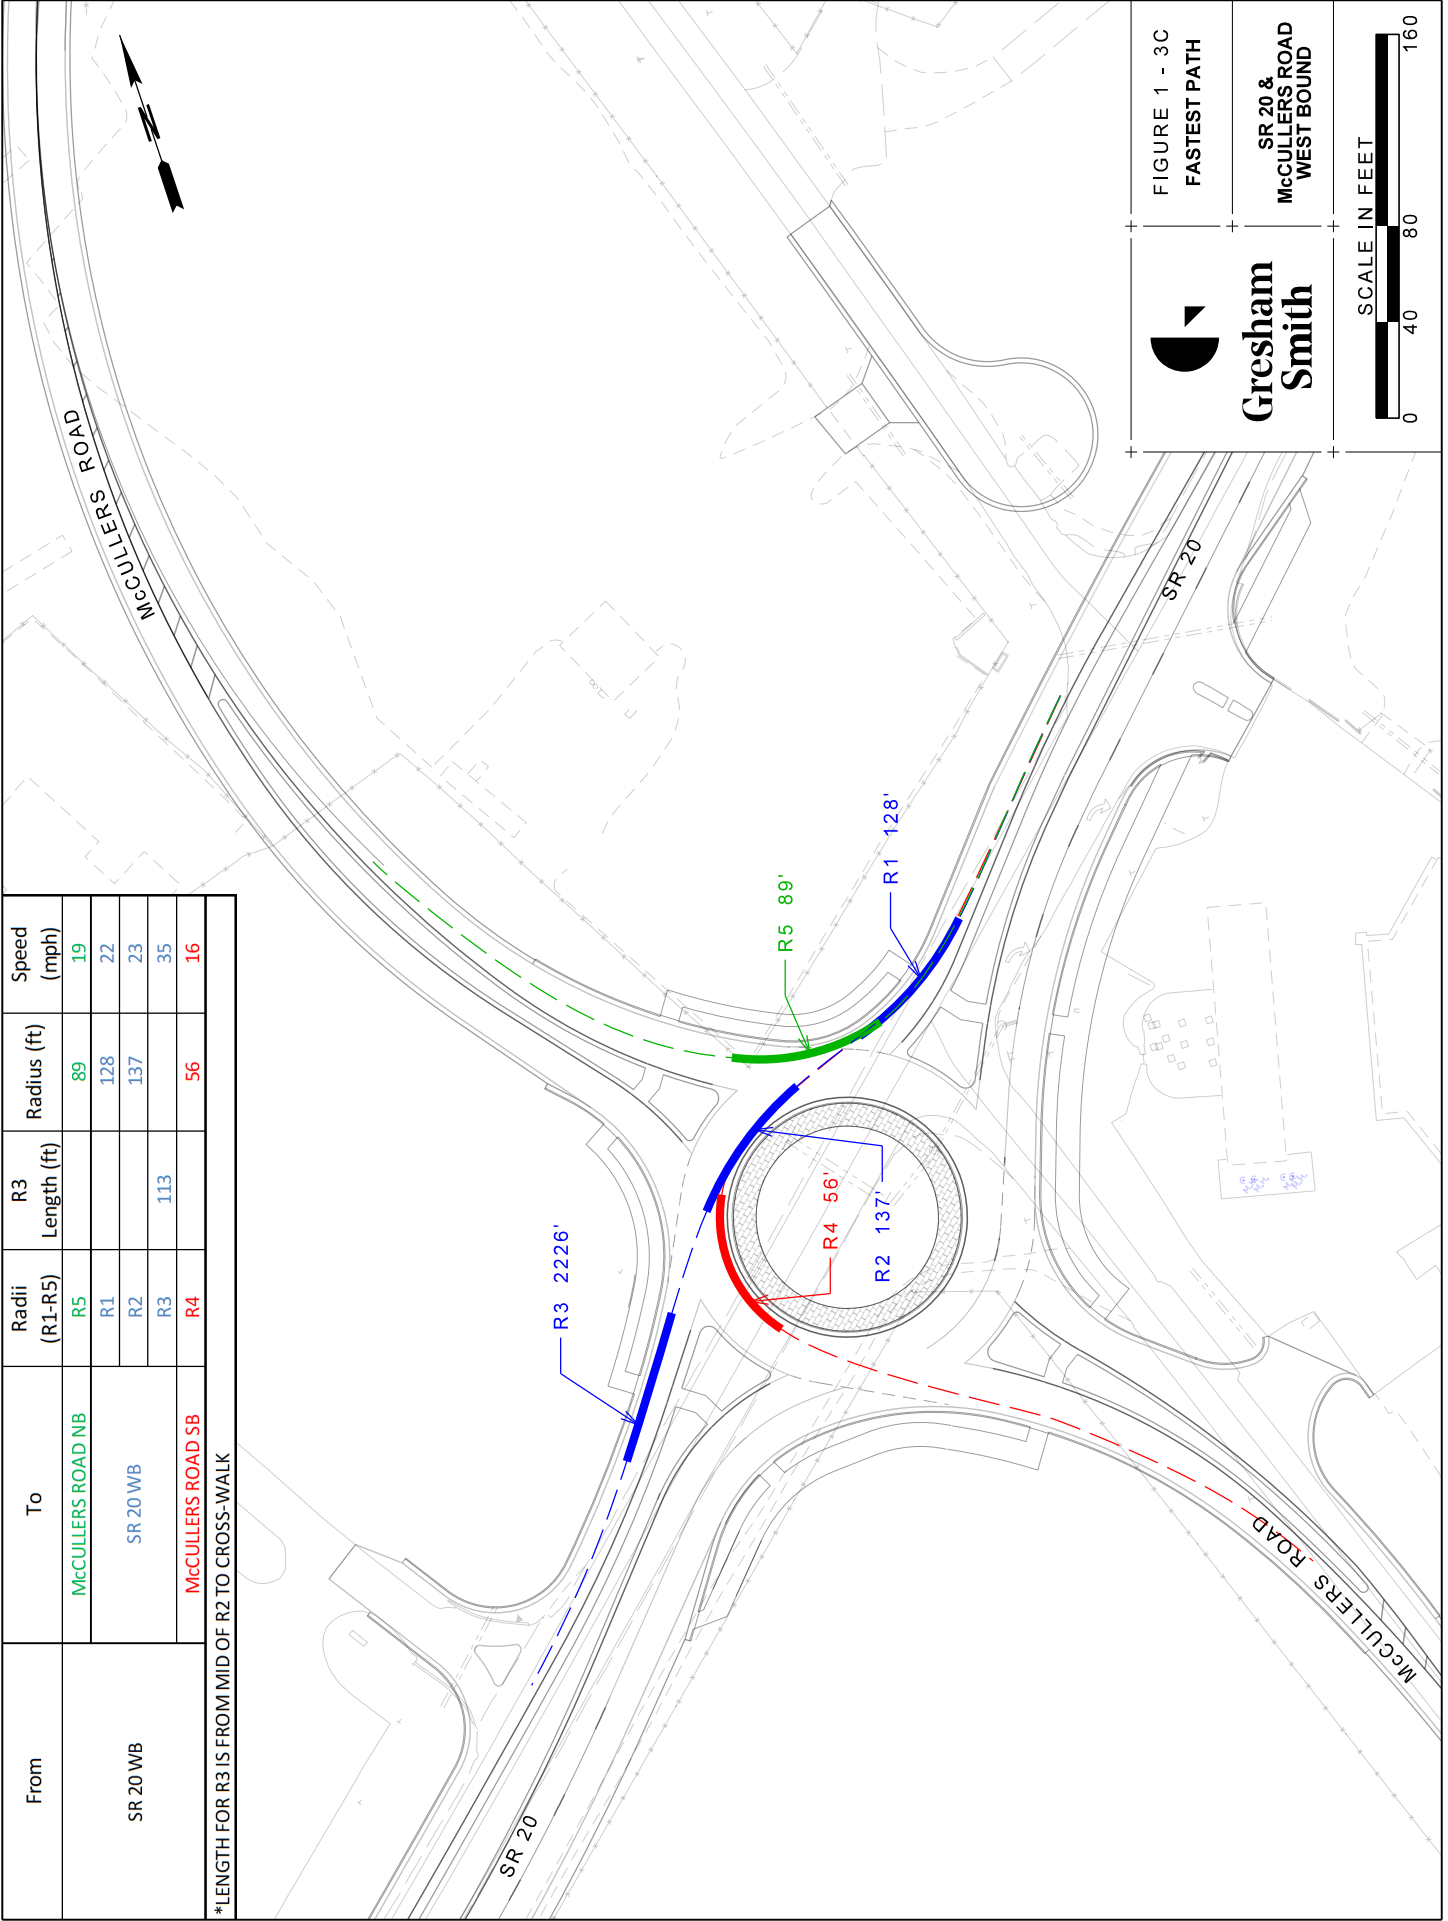 From To Radii (R1-R5) R3 Length (ft) Radius (ft) Speed (mph)
SR 20 WB
McCULLERS ROAD NB R5 89 19
SR 20 WB
R1 128 22
R2 137 23
R3 113 35
McCULLERS ROAD SB R4 56 16
*LENGTH FOR R3 IS FROM MID OF R2 TO CROSS-WALK
McCULLERS ROAD
N
R3 2226'
R5 89'
R1 128'
R4 56'
R2 137'
SR 20
SR 20
McCULLERS ROAD
Gresham
Smith
FIGURE 1 - 3C
FASTEST PATH
SR 20 &
McCULLERS ROAD
WEST BOUND
SCALE IN FEET
0 40 80 160